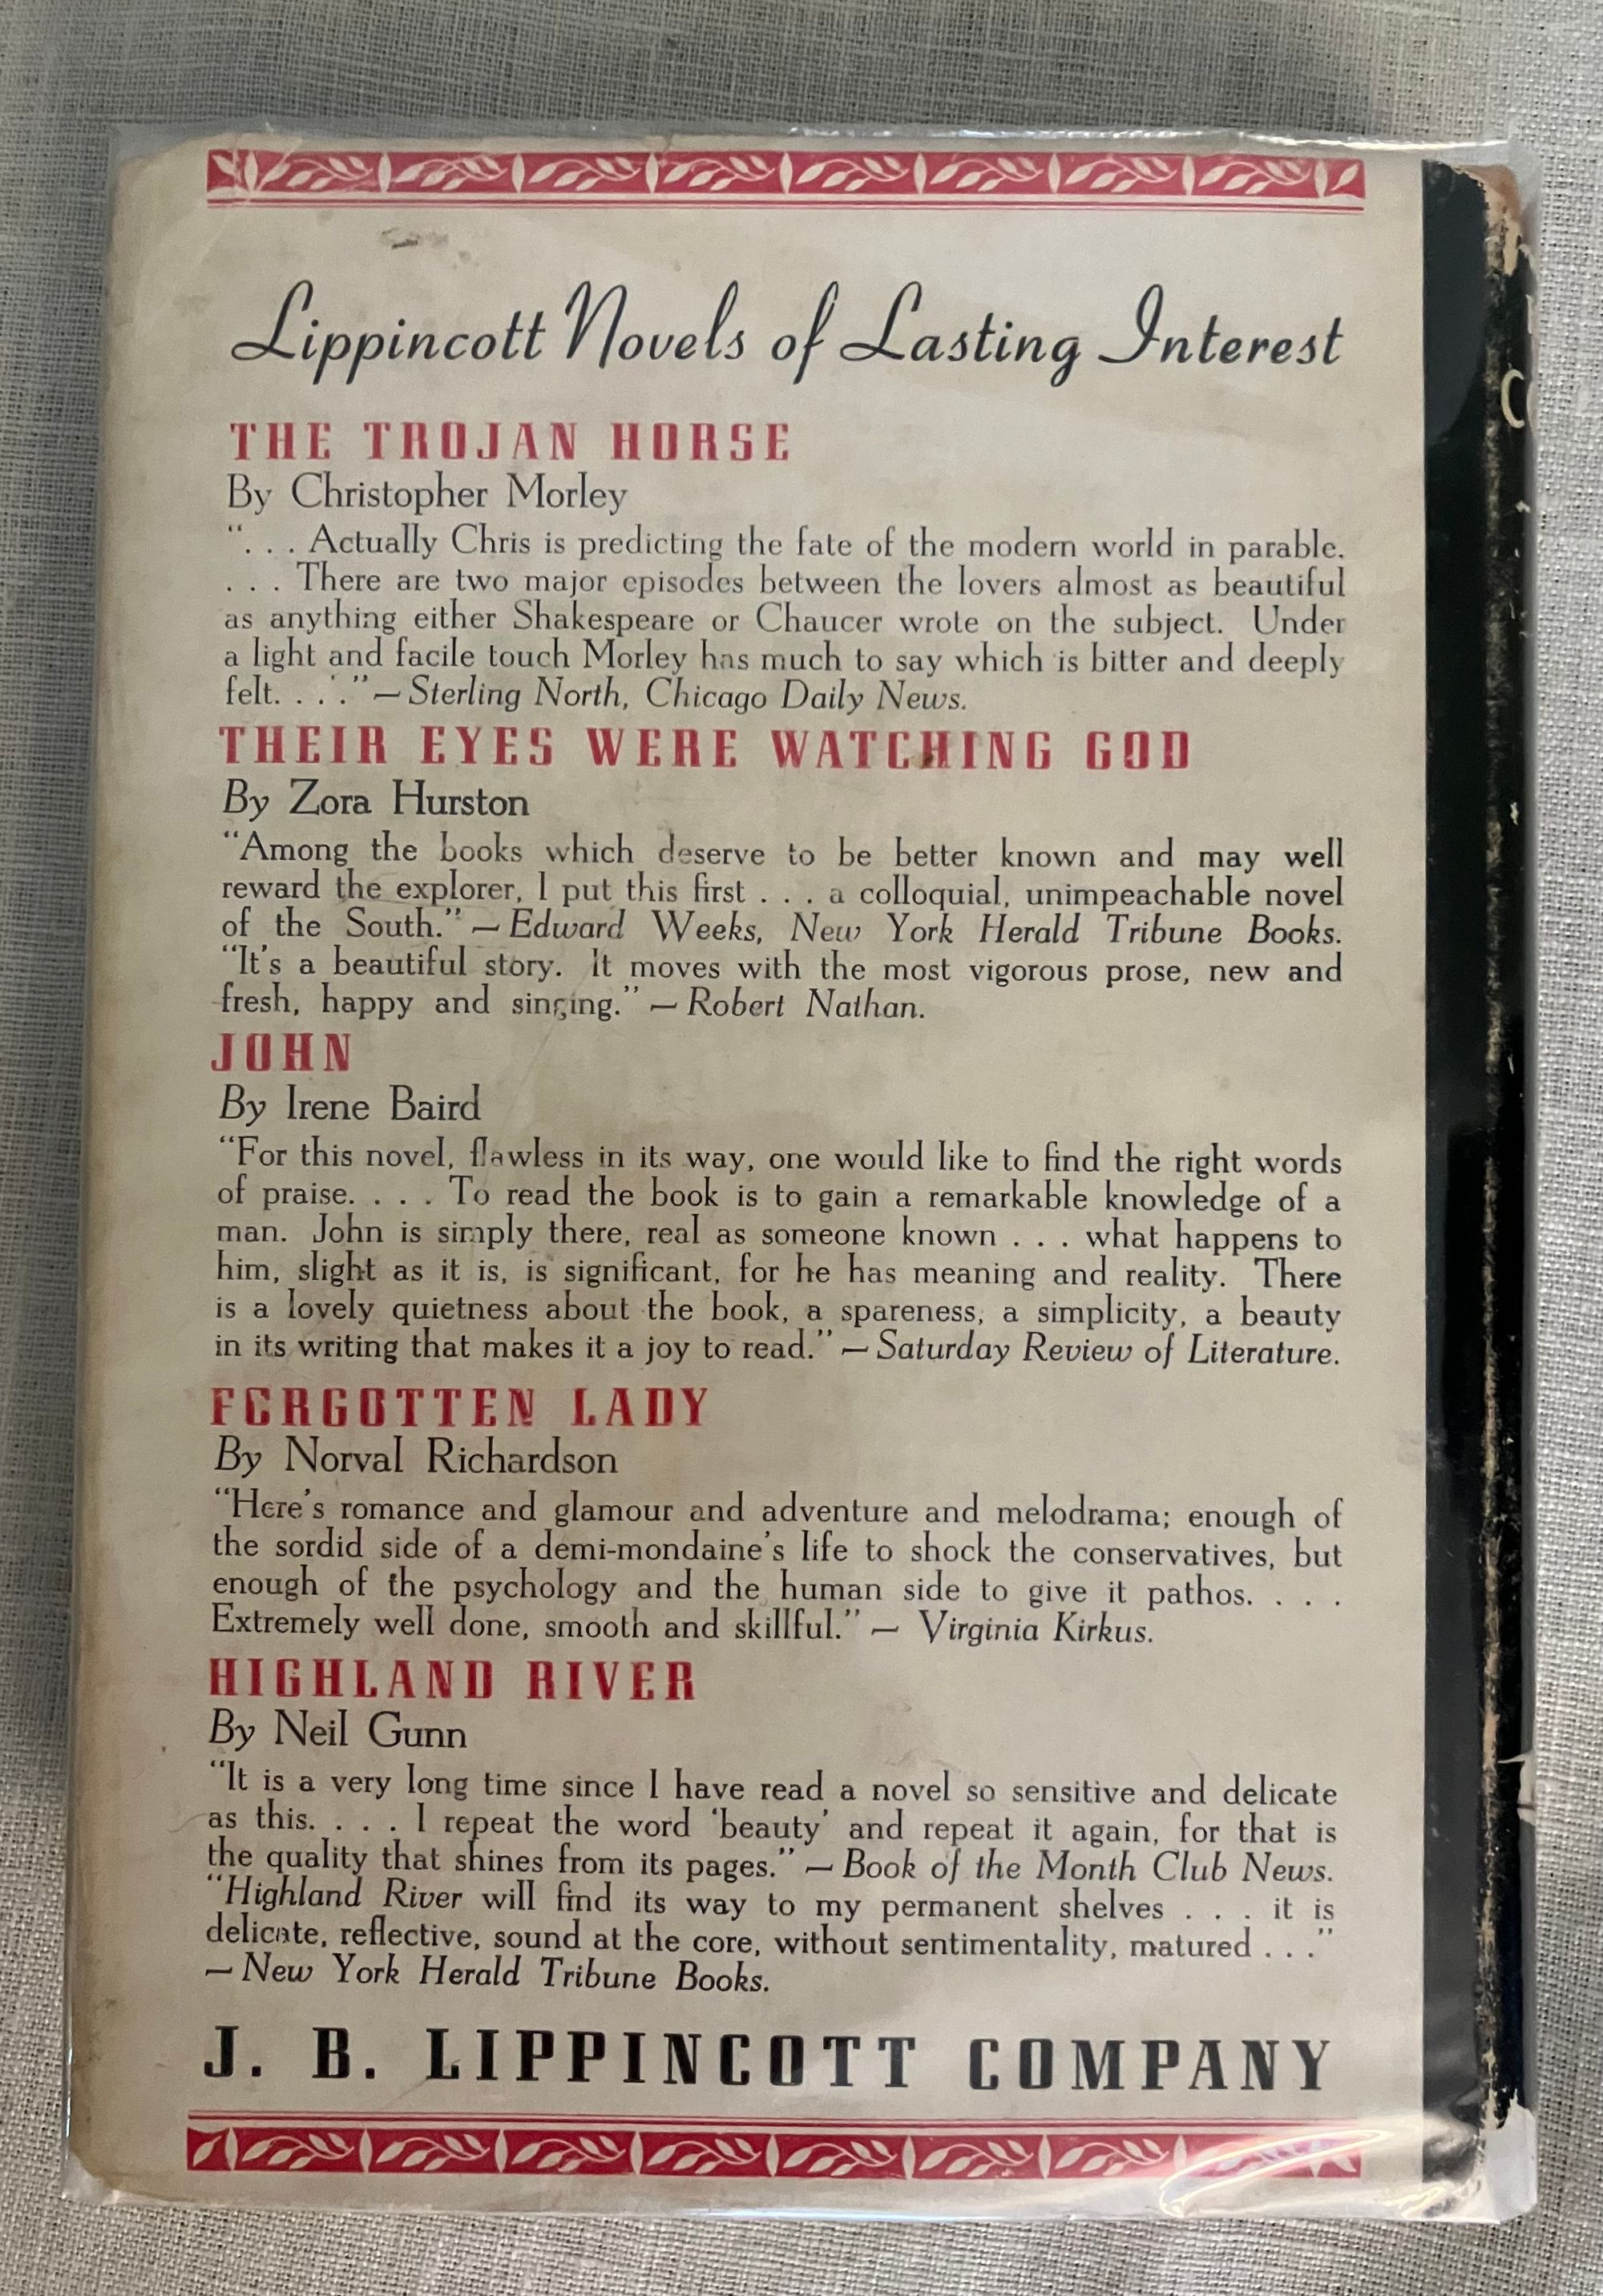 Lippincott Novels of Lasting Interest
THE TROJAN HORSE
By Christopher Morley
“. . . Actually Chris is predicting the fate of the modern world in parable.
. . . There are two major episodes between the lovers almost as beautiful
as anything either Shakespeare or Chaucer wrote on the subject. Under
a light and facile touch Morley has much to say which is bitter and deeply
felt. . . .” — Sterling North, Chicago Daily News.
THEIR EYES WERE WATCHING GOD
By Zora Hurston
“Among the books which deserve to be better known and may well
reward the explorer, I put this first . . . a colloquial, unimpeachable novel
of the South.” — Edward Weeks, New York Herald Tribune Books.
“It's a beautiful story. It moves with the most vigorous prose, new and
fresh, happy and singing.” — Robert Nathan.
JOHN
By Irene Baird
“For this novel, flawless in its way, one would like to find the right words
of praise. . . . To read the book is to gain a remarkable knowledge of a
man. John is simply there, real as someone known . . . what happens to
him, slight as it is, is significant, for he has meaning and reality. There
is a lovely quietness about the book, a spareness, a simplicity, a beauty
in its writing that makes it a joy to read.” — Saturday Review of Literature.
FORGOTTEN LADY
By Norval Richardson
“Here's romance and glamour and adventure and melodrama; enough of
the sordid side of a demi-mondaine's life to shock the conservatives, but
enough of the psychology and the human side to give it pathos. . . .
Extremely well done, smooth and skillful.” — Virginia Kirkus.
HIGHLAND RIVER
By Neil Gunn
“It is a very long time since I have read a novel so sensitive and delicate
as this. . . . I repeat the word ‘beauty’ and repeat it again, for that is
the quality that shines from its pages.” — Book of the Month Club News.
“Highland River will find its way to my permanent shelves . . . it is
delicate, reflective, sound at the core, without sentimentality, matured . . .”
— New York Herald Tribune Books.
J. B. LIPPINCOTT COMPANY